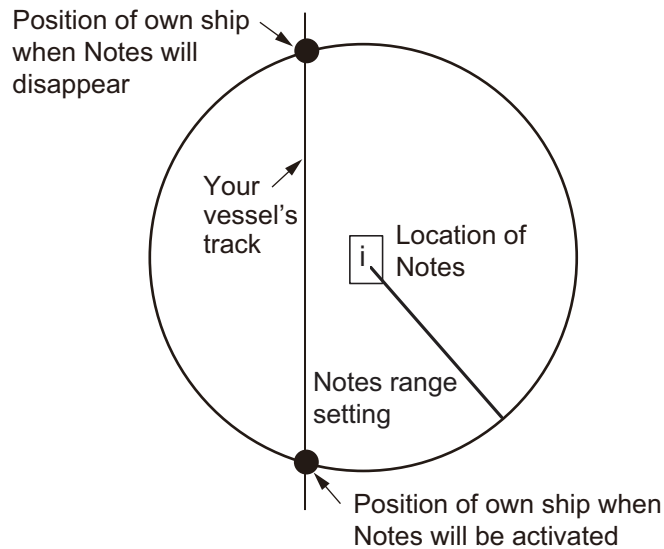 Position of own ship
when Notes will
disappear
Your
vessel's
track
i
Location of
Notes
Notes range
setting
Position of own ship when
Notes will be activated